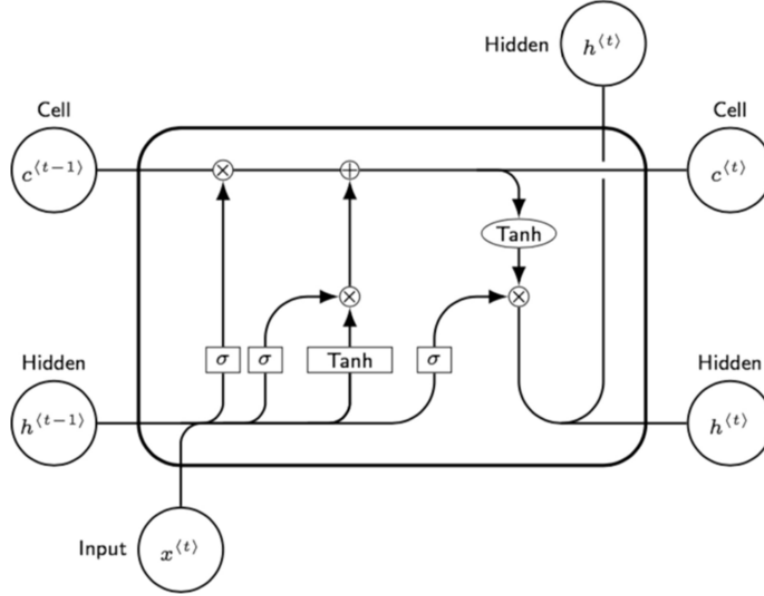 Hidden
h⟨t⟩
Cell
Cell
c⟨t−1⟩
⊗
⊕
c⟨t⟩
Tanh
⊗
⊗
Hidden
σ
σ
Tanh
σ
Hidden
h⟨t−1⟩
h⟨t⟩
Input
x⟨t⟩